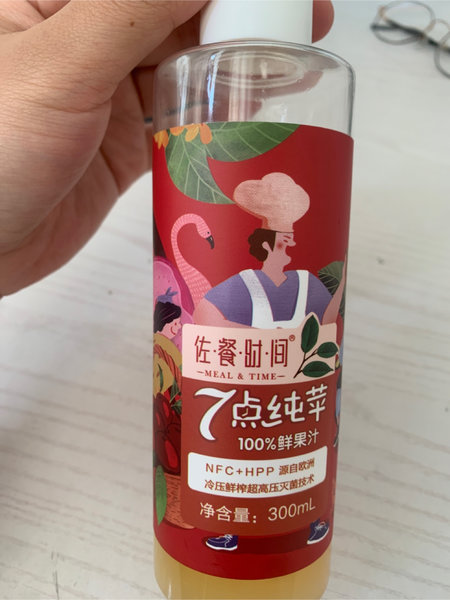 佐·餐·时·间®
—MEAL & TIME—
7点纯苹
100%鲜果汁
NFC+HPP 源自欧洲
冷压鲜榨超高压灭菌技术
净含量：300mL